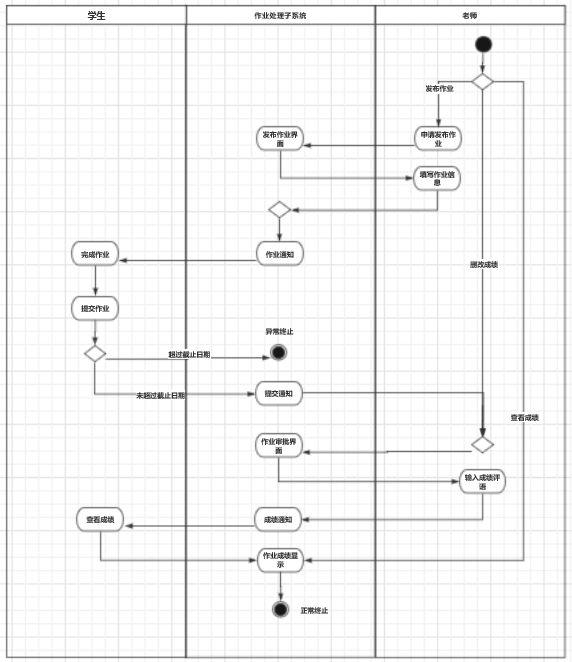 学生
作业处理子系统
老师
发布作业
发布作业界
面
申请发布作
业
填写作业信
息
完成作业
作业通知
批改成绩
提交作业
异常终止
超过截止日期
未超过截止日期
提交通知
查看成绩
作业审批界
面
输入成绩评
语
查看成绩
成绩通知
作业成绩显
示
正常终止